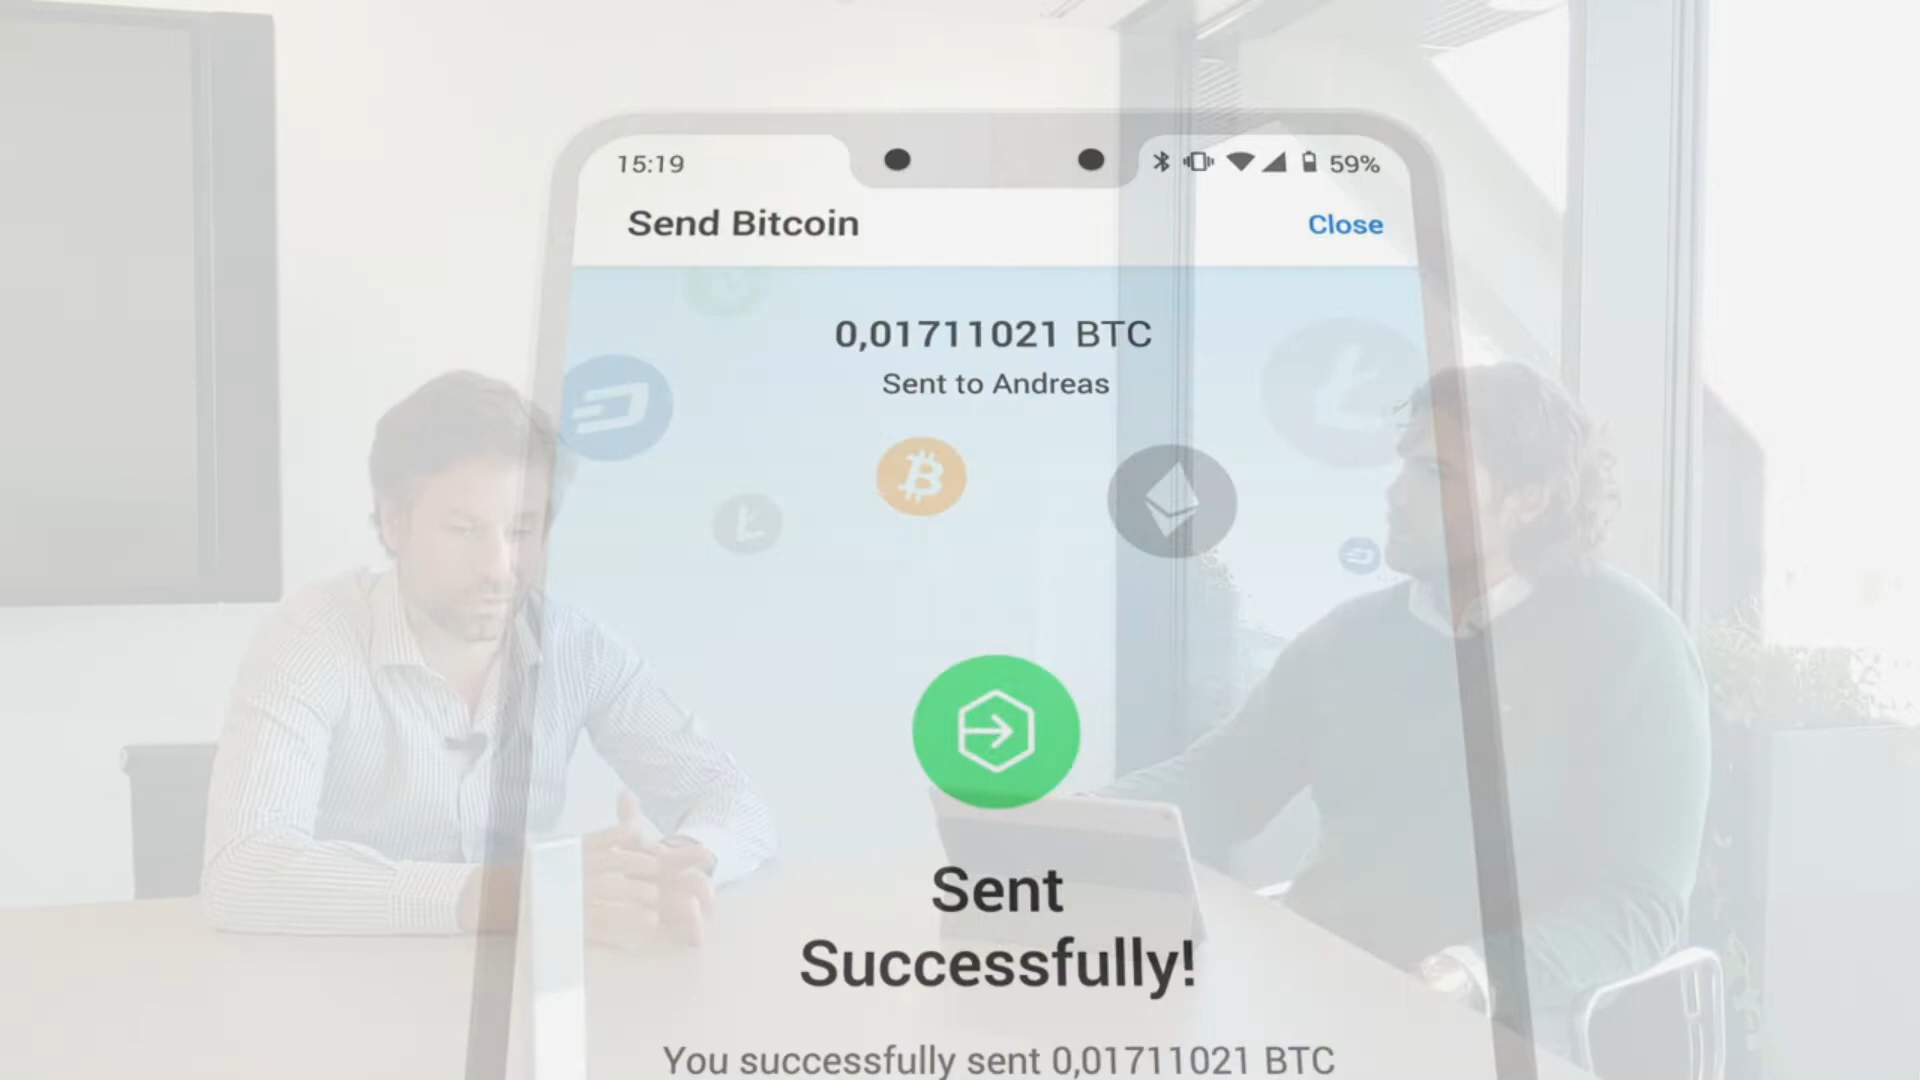 15:19
59%
Send Bitcoin
Close
0,01711021 BTC
Sent to Andreas
Sent
Successfully!
You successfully sent 0,01711021 BTC